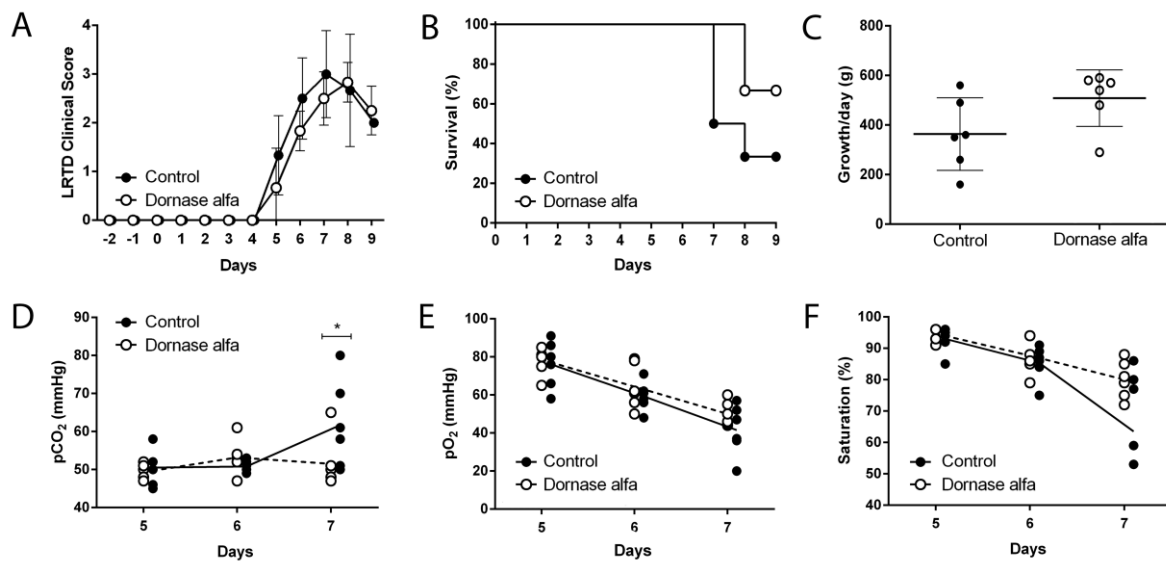 A
LRTD Clinical Score
4
3
2
1
0
Control
Dornase alfa
-2 -1 0 1 2 3 4 5 6 7 8 9
Days
B
Survival (%)
100
80
60
40
20
0
Control
Dornase alfa
0 1 2 3 4 5 6 7 8 9
Days
C
Growth/day (g)
800
600
400
200
0
Control Dornase alfa
D
Control
Dornase alfa
*
pCO₂ (mmHg)
90
80
70
60
50
40
5 6 7
Days
E
pO₂ (mmHg)
100
80
60
40
20
0
Control
Dornase alfa
5 6 7
Days
F
Saturation (%)
100
90
80
70
60
50
40
Control
Dornase alfa
5 6 7
Days